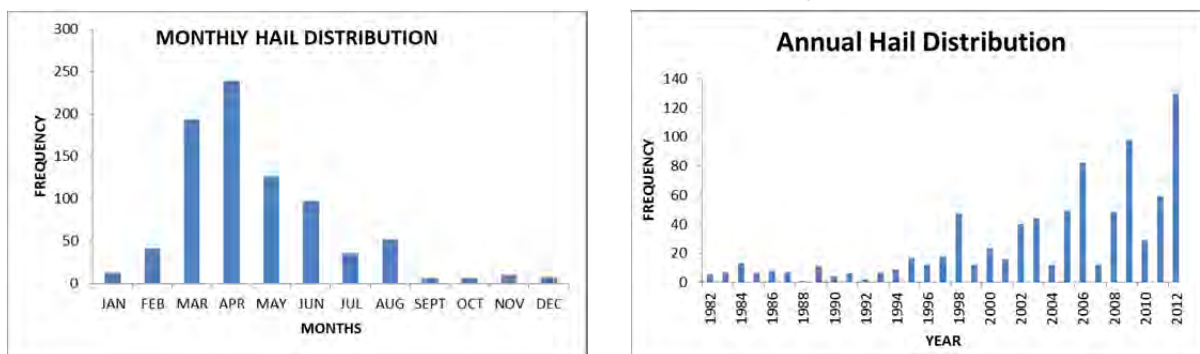 MONTHLY HAIL DISTRIBUTION
300
250
200
150
100
50
0
FREQUENCY
JAN FEB MAR APR MAY JUN JUL AUG SEPT OCT NOV DEC
MONTHS
Annual Hail Distribution
140
120
100
80
60
40
20
0
FREQUENCY
1982 1984 1986 1988 1990 1992 1994 1996 1998 2000 2002 2004 2006 2008 2010 2012
YEAR